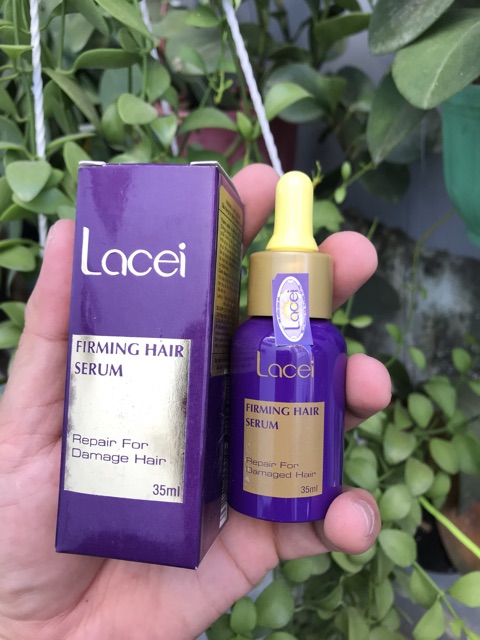 Lacei
FIRMING HAIR
SERUM
Repair For
Damage Hair
35ml
Lacei
Lacei
FIRMING HAIR
SERUM
Repair For
Damaged Hair
35ml